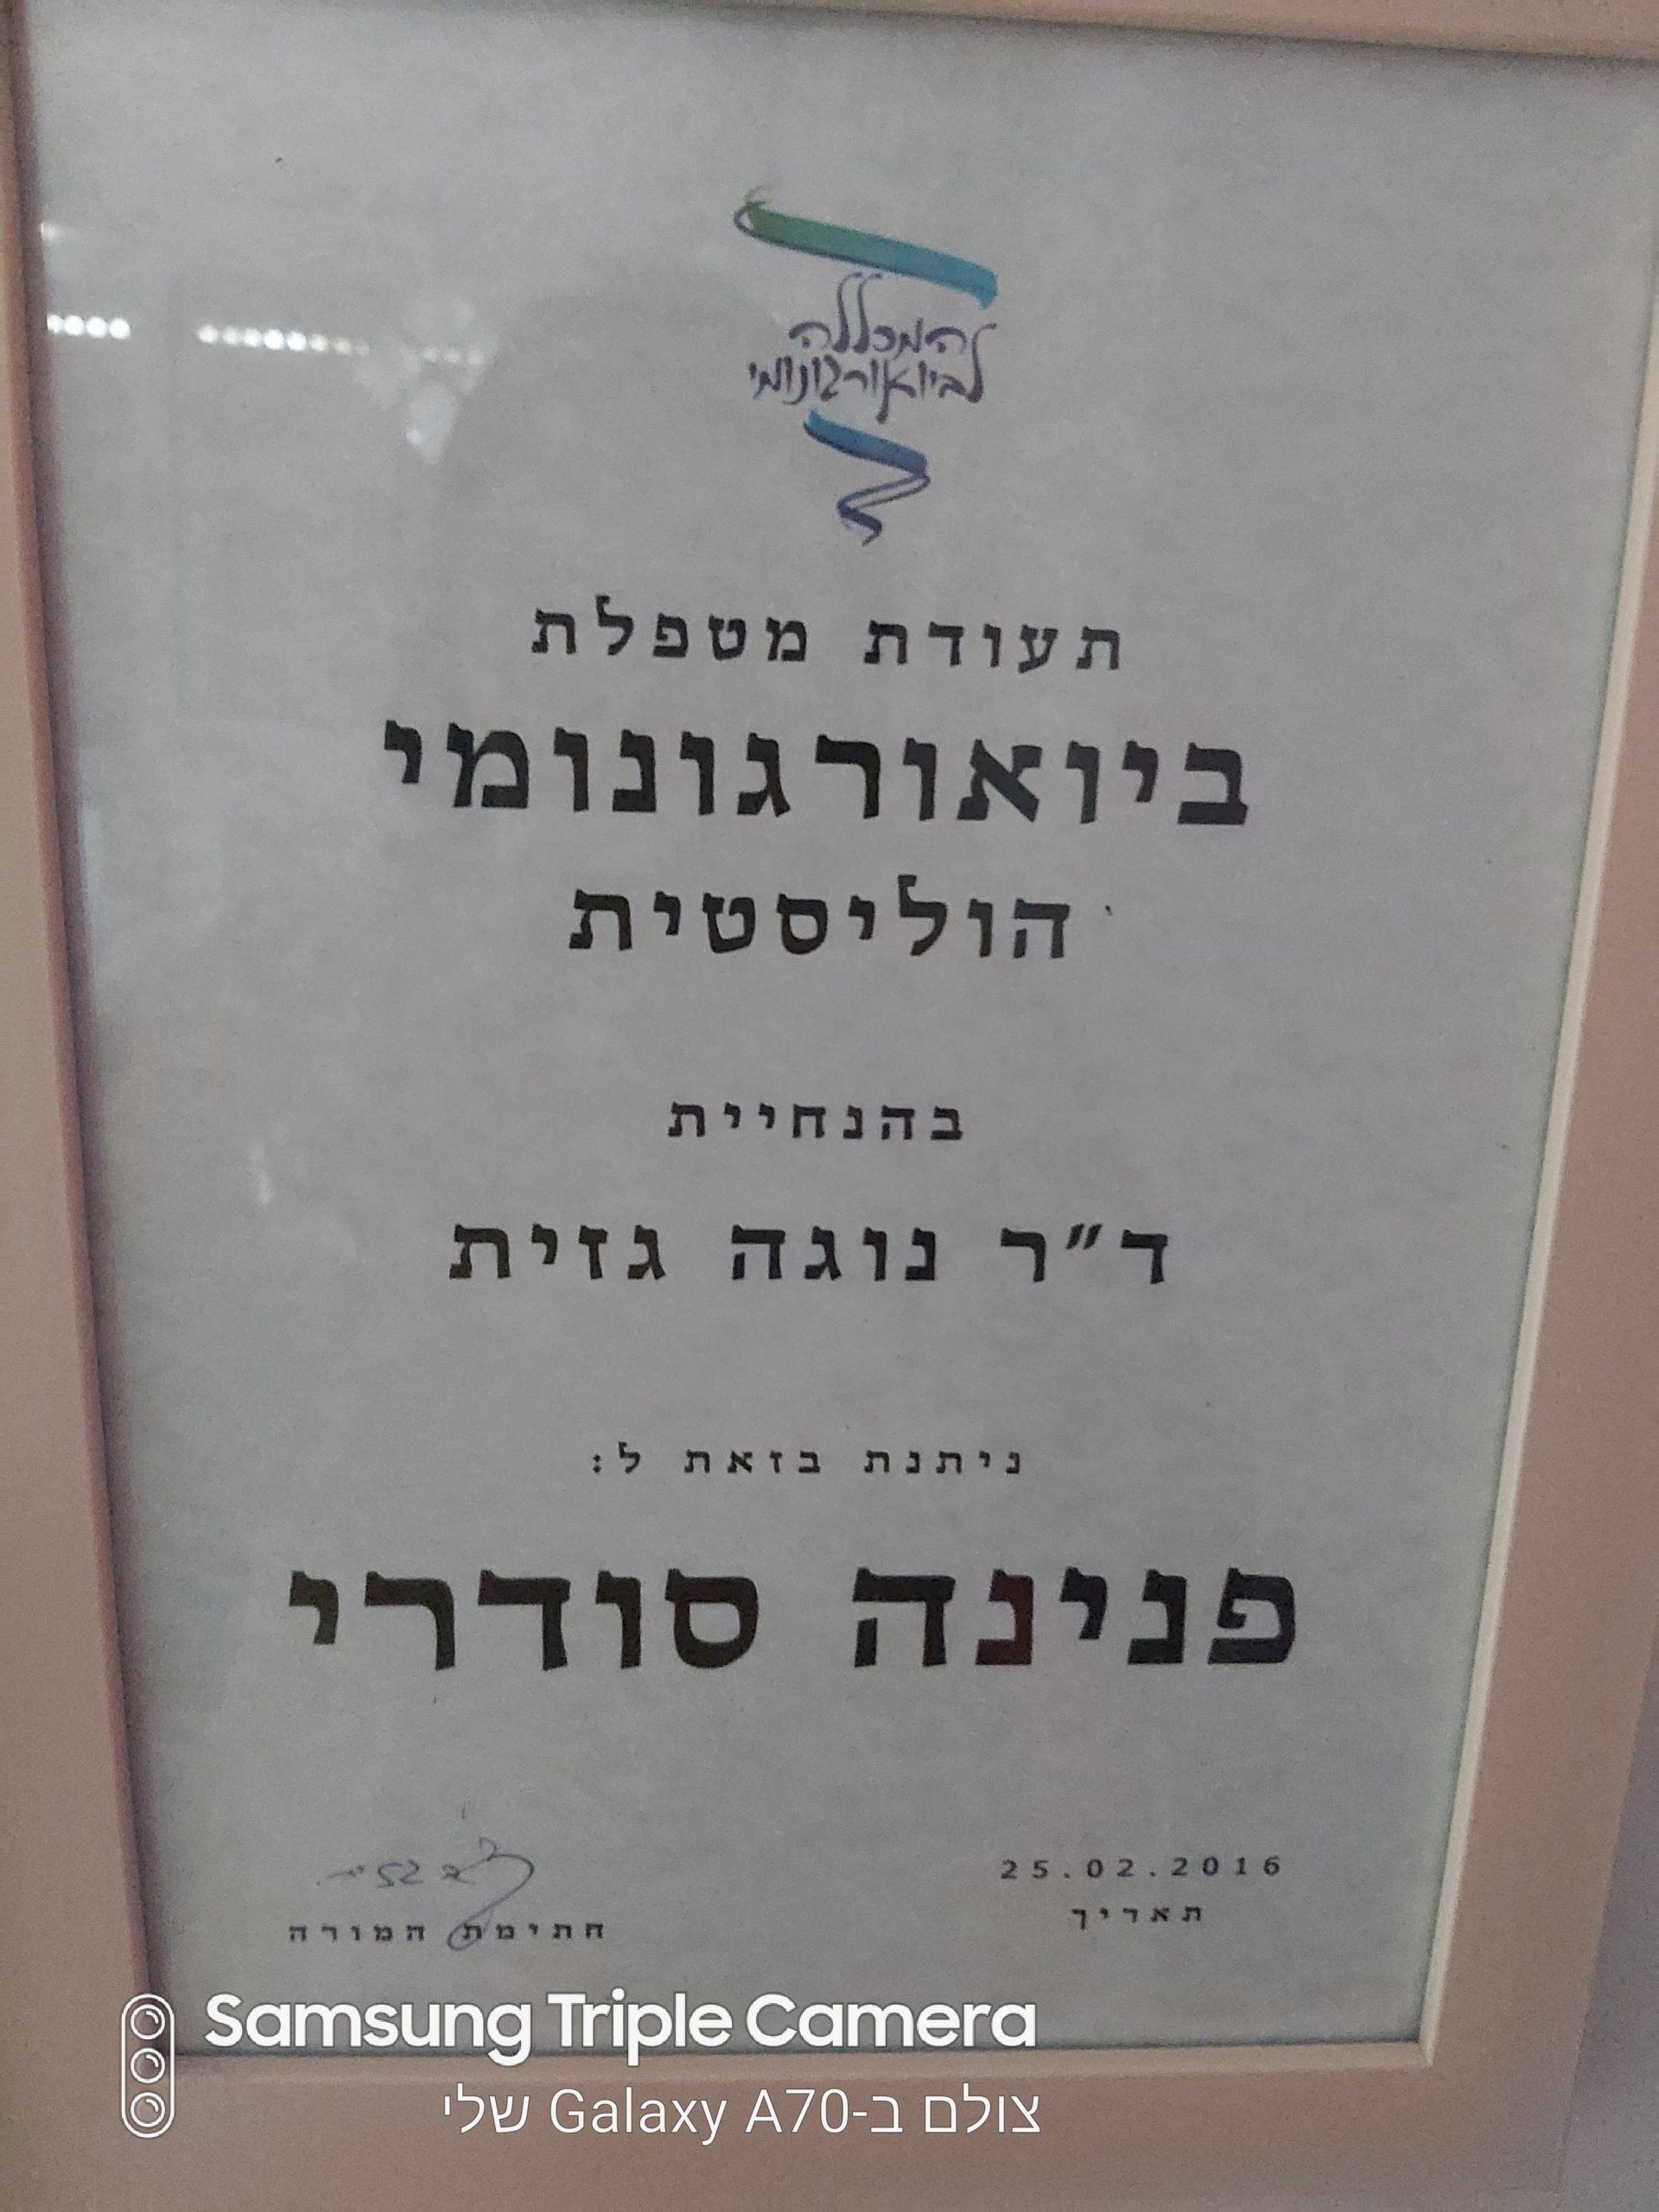 המכללה
לביואורגונומי
תעודת מטפלת
ביואורגונומי
הוליסטית
בהנחיית
ד"ר נוגה גזית
ניתנת בזאת ל:
פנינה סודרי
25.02.2016
תאריך
חתימת המורה
Samsung Triple Camera
צולם ב-Galaxy A70 שלי